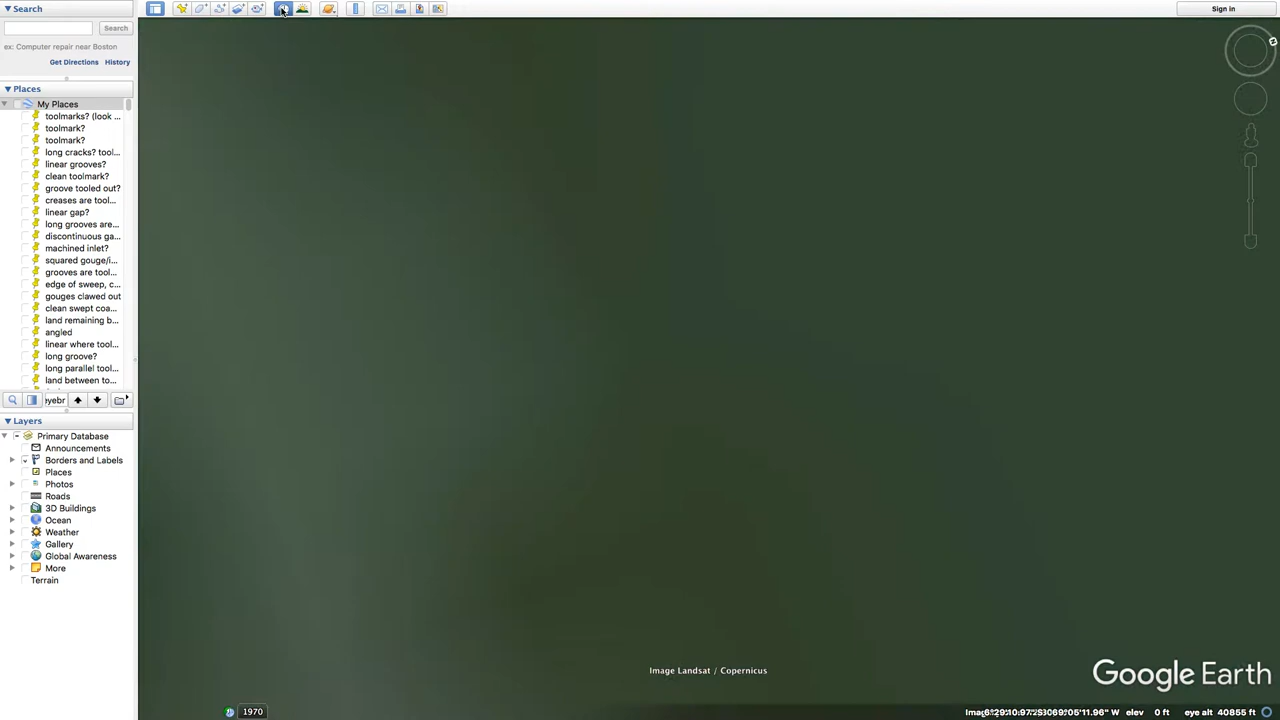 Search
Sign in
Search
ex: Computer repair near Boston
Get Directions History
Places
My Places
toolmarks? (look ...
toolmark?
toolmark?
long cracks? tool...
linear grooves?
clean toolmark?
groove tooled out?
creases are tool...
linear gap?
long grooves are...
discontinuous ga...
machined inlet?
squared gouge/i...
grooves are tool...
edge of sweep, c...
gouges clawed out
clean swept coa...
land remaining b...
angled
linear where tool...
long groove?
long parallel tool...
land between to...
eyebr
Layers
Primary Database
Announcements
Borders and Labels
Places
Photos
Roads
3D Buildings
Ocean
Weather
Gallery
Global Awareness
More
Terrain
Image Landsat / Copernicus
Google Earth
1970
elev 0 ft eye alt 40855 ft